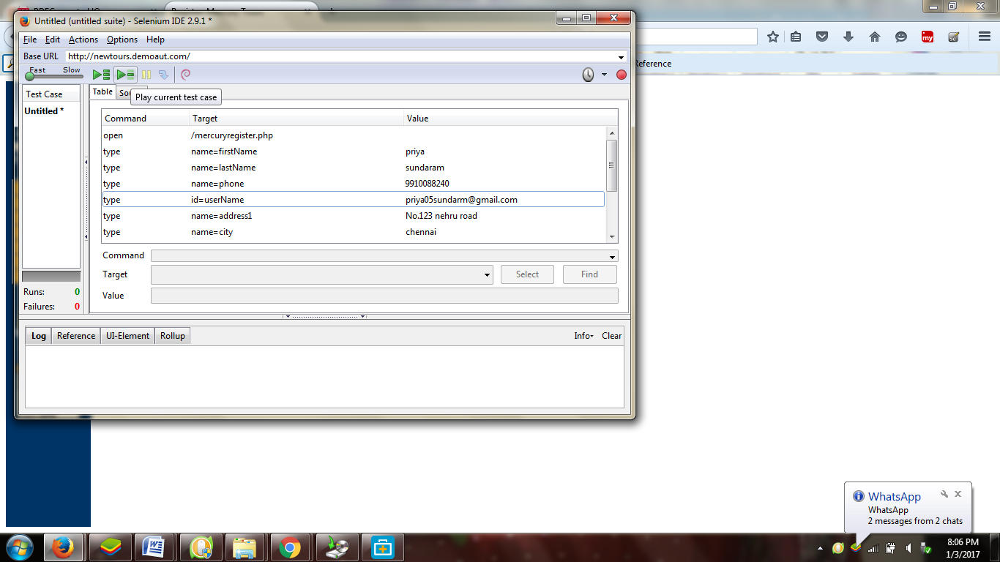 Untitled (untitled suite) - Selenium IDE 2.9.1 *
File Edit Actions Options Help
Base URL http://newtours.demoaut.com/
Reference
Fast Slow
Test Case
Untitled *
Table
Play current test case
Command Target Value
open /mercuryregister.php
type name=firstName priya
type name=lastName sundaram
type name=phone 9910088240
type id=userName priya05sundarm@gmail.com
type name=address1 No.123 nehru road
type name=city chennai
Command
Target Select Find
Value
Runs: 0
Failures: 0
Log Reference UI-Element Rollup Info Clear
my
WhatsApp
WhatsApp
2 messages from 2 chats
8:06 PM
1/3/2017